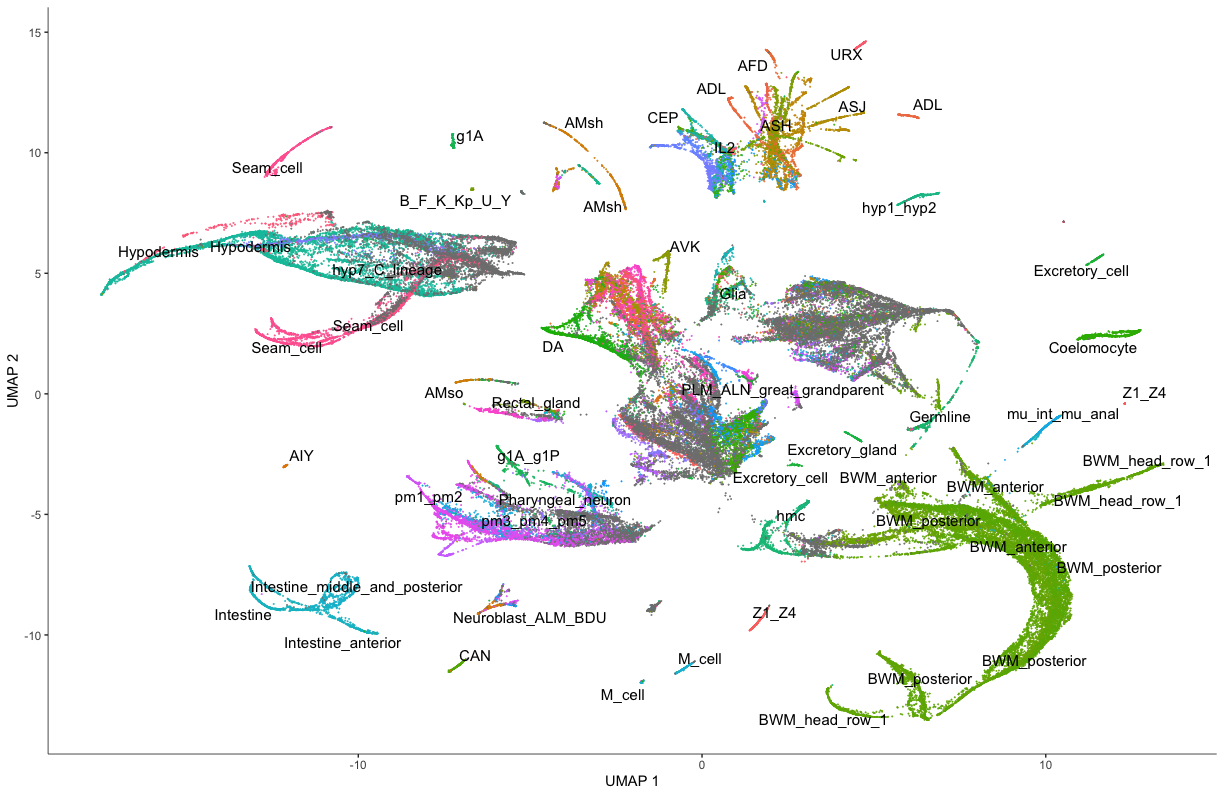 15
10
5
0
-5
-10
UMAP 2
URX
AFD
ADL
ASJ
ADL
CEP
AMsh
ASH
g1A
IL2
Seam_cell
B_F_K_Kp_U_Y
AMsh
hyp1_hyp2
AVK
Hypodermis
Hypodermis
hyp7_C_lineage
Excretory_cell
Glia
Seam_cell
Seam_cell
DA
Coelomocyte
AMso
Rectal_gland
PLM_ALN_great_grandparent
Z1_Z4
Germline
mu_int_mu_anal
AIY
g1A_g1P
Excretory_gland
BWM_head_row_1
pm1_pm2
Pharyngeal_neuron
Excretory_cell
BWM_anterior
BWM_anterior
BWM_head_row_1
pm3_pm4_pm5
hmc
BWM_posterior
BWM_anterior
BWM_posterior
Intestine_middle_and_posterior
Intestine
Intestine_anterior
Neuroblast_ALM_BDU
Z1_Z4
CAN
M_cell
BWM_posterior
M_cell
BWM_posterior
BWM_head_row_1
-10
0
10
UMAP 1